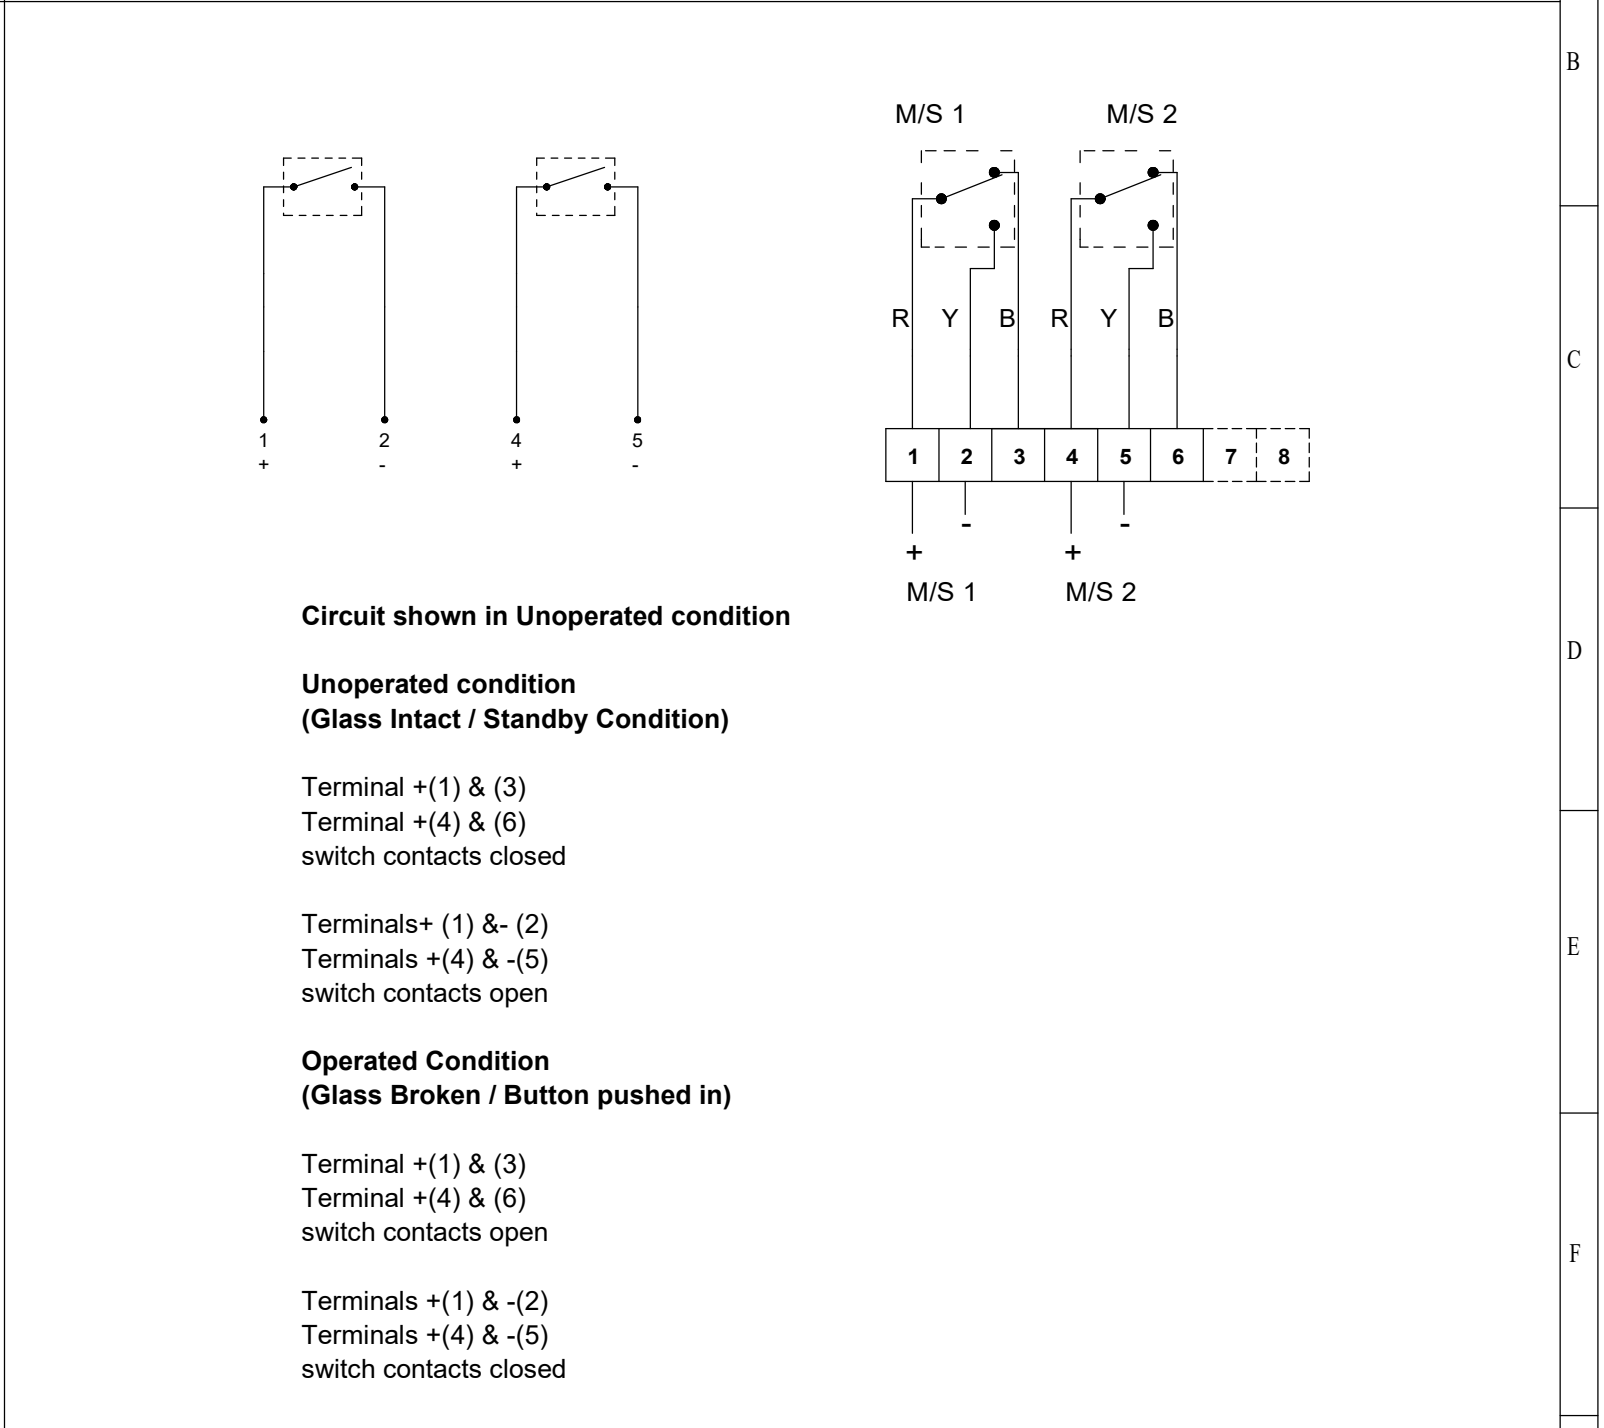 B
M/S 1 M/S 2
R Y B R Y B
C
1 2 4 5
+ - + -
1 2 3 4 5 6 7 8
- -
+ +
M/S 1 M/S 2
Circuit shown in Unoperated condition
D
Unoperated condition
(Glass Intact / Standby Condition)
Terminal +(1) & (3)
Terminal +(4) & (6)
switch contacts closed
Terminals+ (1) &- (2)
E
Terminals +(4) & -(5)
switch contacts open
Operated Condition
(Glass Broken / Button pushed in)
Terminal +(1) & (3)
Terminal +(4) & (6)
switch contacts open
F
Terminals +(1) & -(2)
Terminals +(4) & -(5)
switch contacts closed